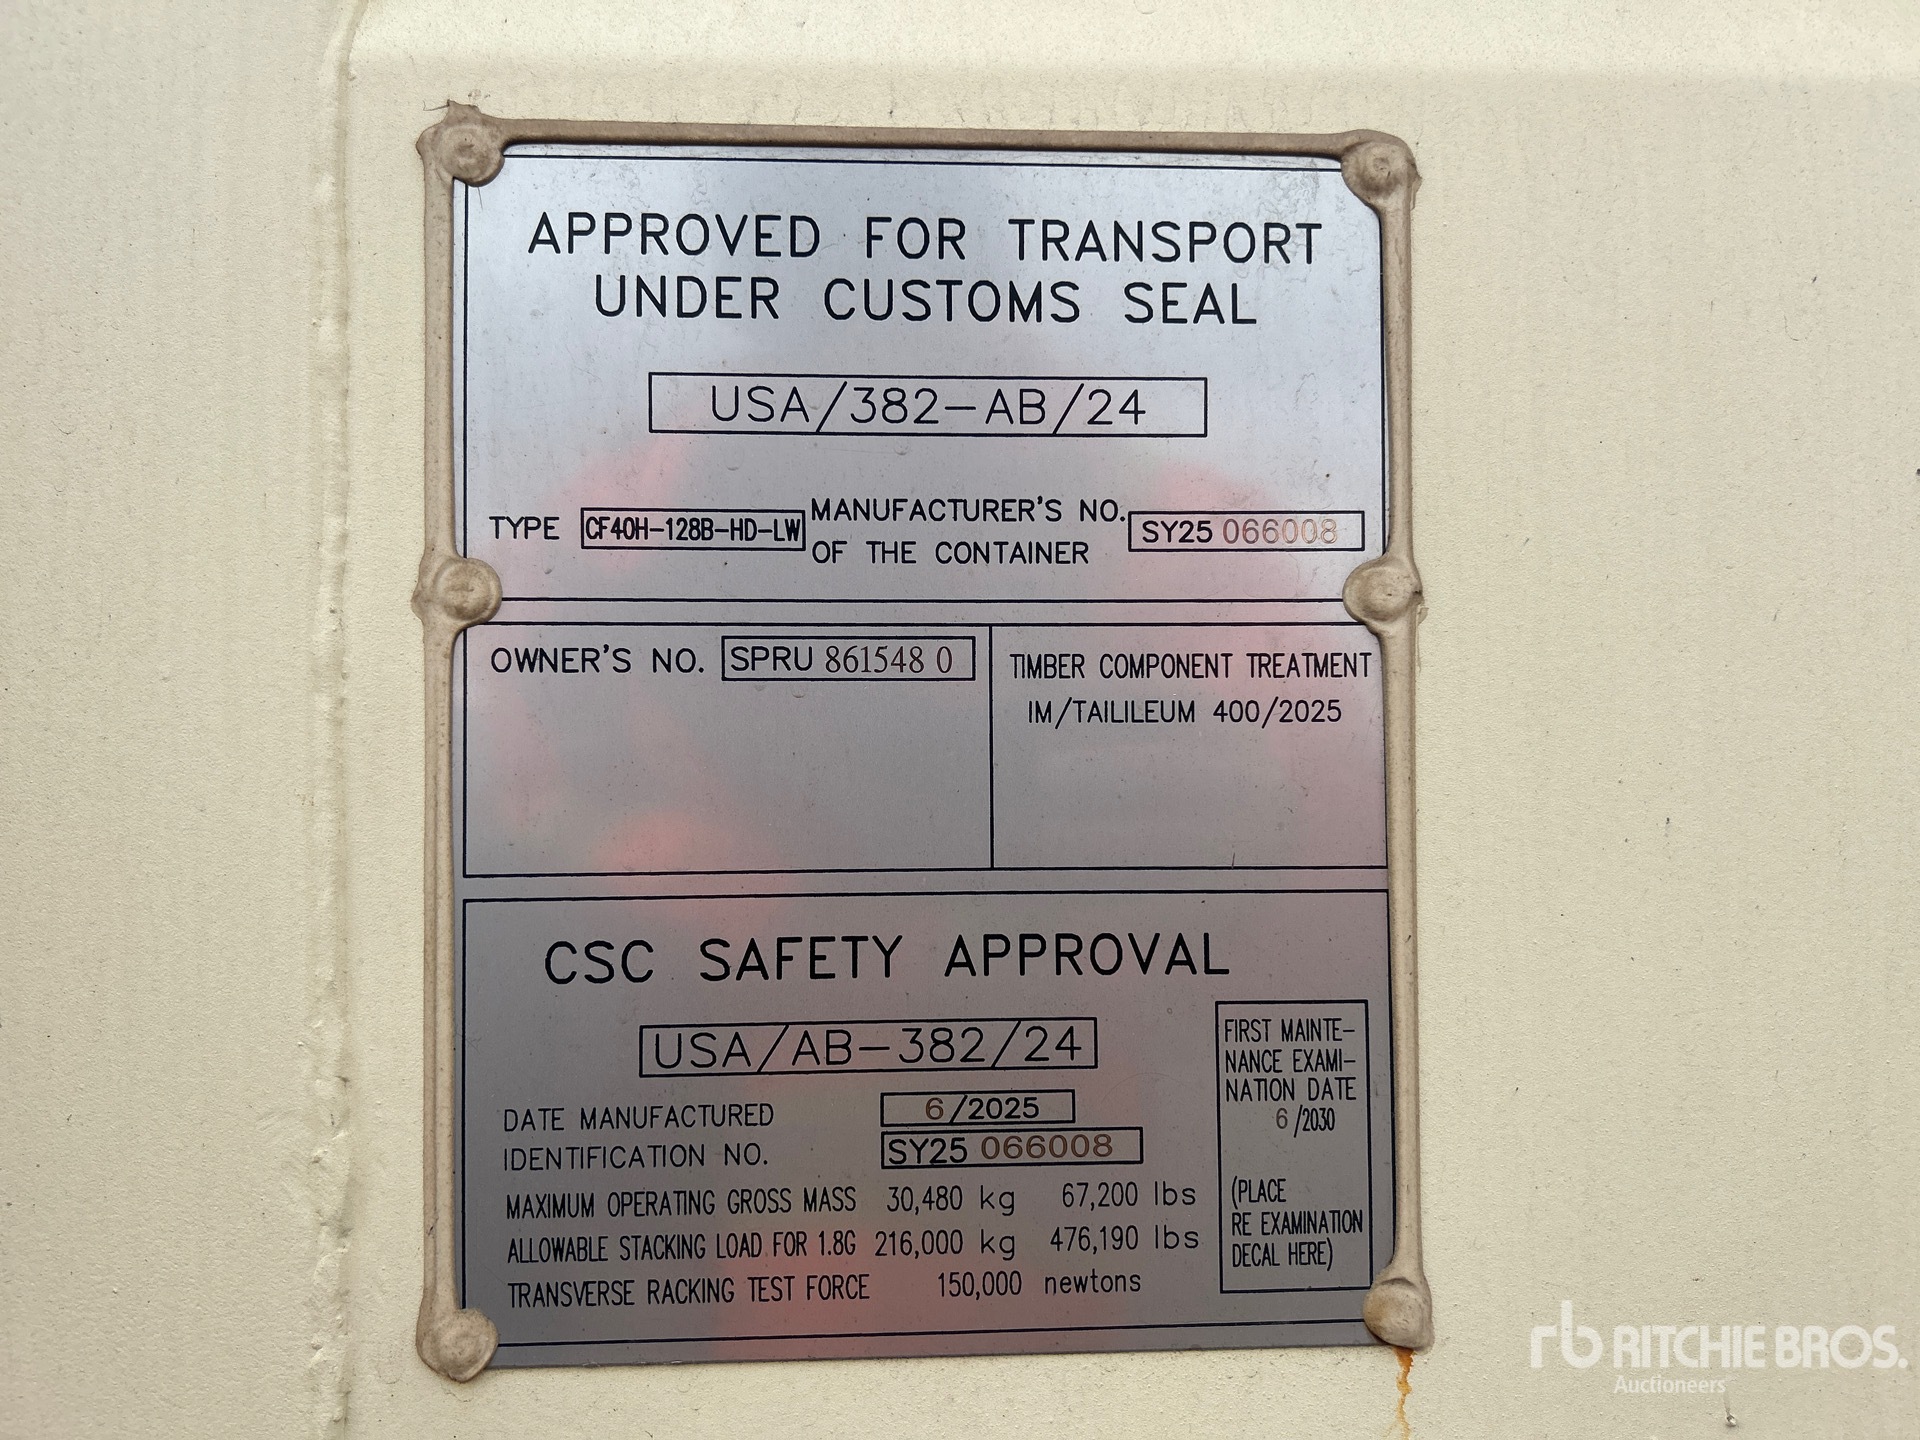 APPROVED FOR TRANSPORT
UNDER CUSTOMS SEAL
USA/382-AB/24
TYPE CF40H-128B-HD-LW MANUFACTURER'S NO. OF THE CONTAINER SY25 066008
OWNER'S NO. SPRU 861548 0
TIMBER COMPONENT TREATMENT
IM/TAILILEUM 400/2025
CSC SAFETY APPROVAL
USA/AB-382/24
DATE MANUFACTURED 6/2025
IDENTIFICATION NO. SY25 066008
MAXIMUM OPERATING GROSS MASS 30,480 kg 67,200 lbs
ALLOWABLE STACKING LOAD FOR 1.8G 216,000 kg 476,190 lbs
TRANSVERSE RACKING TEST FORCE 150,000 newtons
FIRST MAINTE-
NANCE EXAMI-
NATION DATE
6/2030
(PLACE
RE EXAMINATION
DECAL HERE)
rb RITCHIE BROS.
Auctioneers